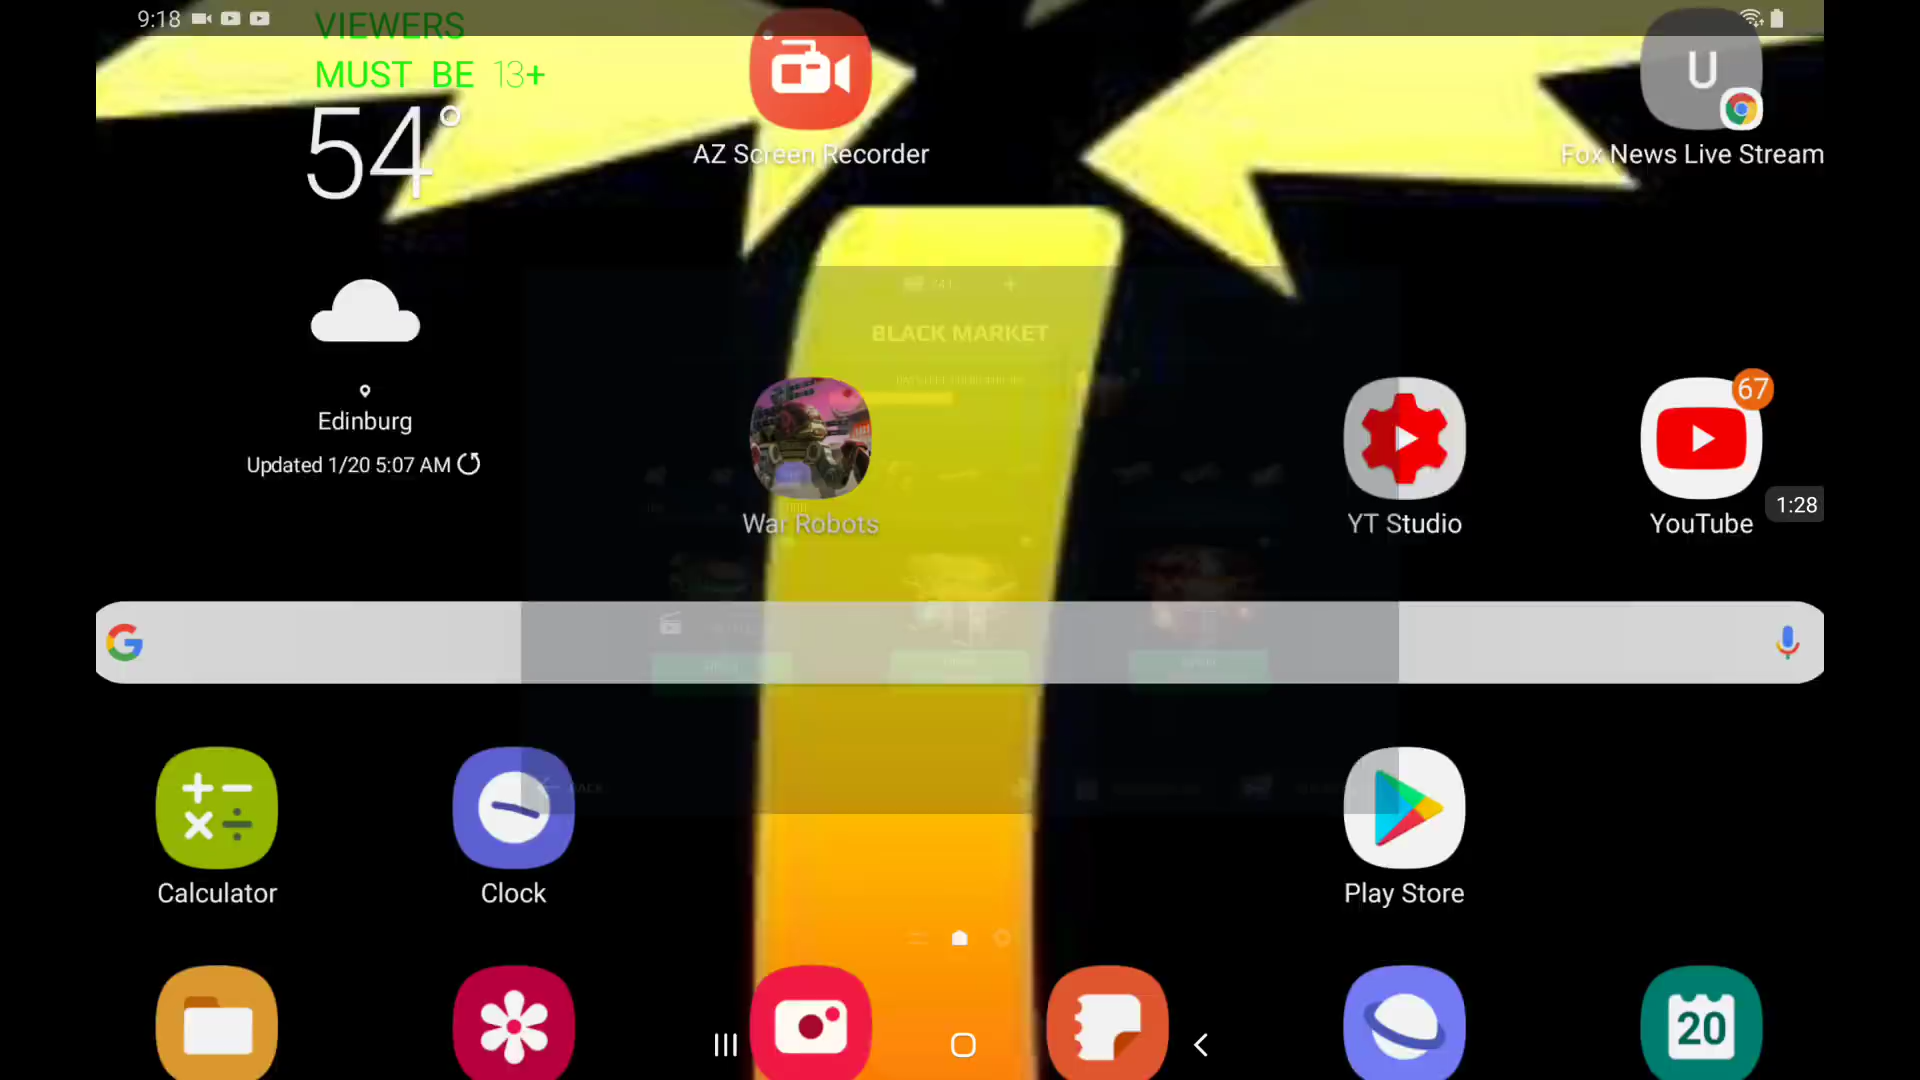 9:18
VIEWERS
MUST BE 13+
54°
AZ Screen Recorder
U
Fox News Live Stream
BLACK MARKET
Edinburg
Updated 1/20 5:07 AM
War Robots
YT Studio
67
YouTube
1:28
BACK
Calculator
Clock
Play Store
20